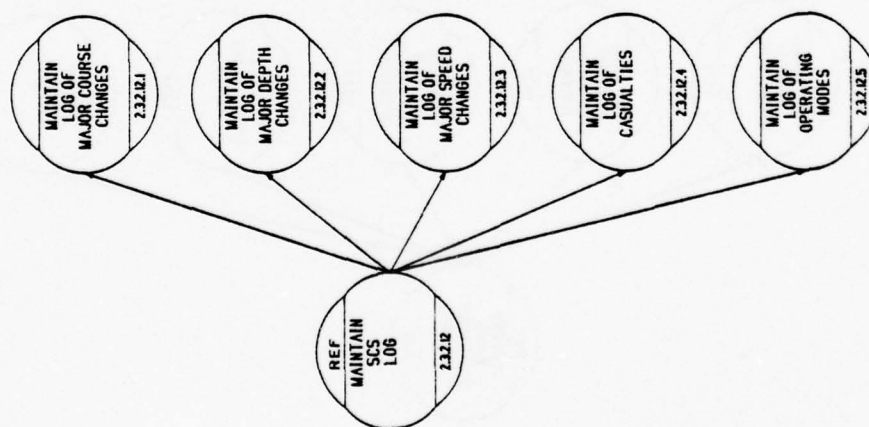 REF
MAINTAIN
SCS
LOG
2.3.2.12
MAINTAIN
LOG OF
MAJOR COURSE
CHANGES
2.3.2.12.1
MAINTAIN
LOG OF
MAJOR DEPTH
CHANGES
2.3.2.12.2
MAINTAIN
LOG OF
MAJOR SPEED
CHANGES
2.3.2.12.3
MAINTAIN
LOG OF
CASUALTIES
2.3.2.12.4
MAINTAIN
LOG OF
OPERATING
MODES
2.3.2.12.5